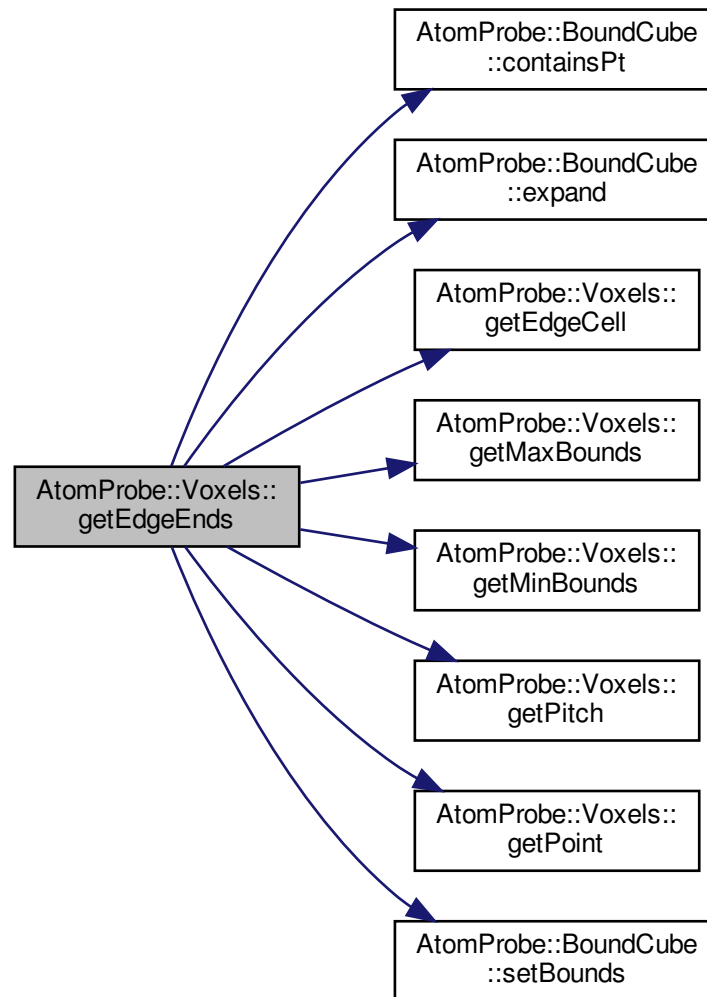 AtomProbe::BoundCube
::containsPt
AtomProbe::BoundCube
::expand
AtomProbe::Voxels::
getEdgeCell
AtomProbe::Voxels::
getMaxBounds
AtomProbe::Voxels::
getEdgeEnds
AtomProbe::Voxels::
getMinBounds
AtomProbe::Voxels::
getPitch
AtomProbe::Voxels::
getPoint
AtomProbe::BoundCube
::setBounds